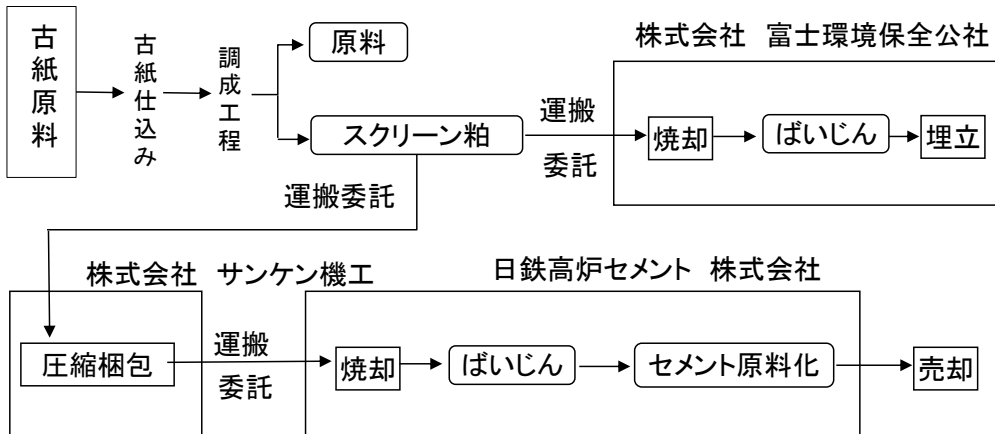 古紙原料
古紙仕込み
調成工程
原料
スクリーン粕
運搬
委託
株式会社 富士環境保全公社
焼却
ばいじん
埋立
運搬委託
株式会社 サンケン機工
圧縮梱包
運搬
委託
日鉄高炉セメント 株式会社
焼却
ばいじん
セメント原料化
売却